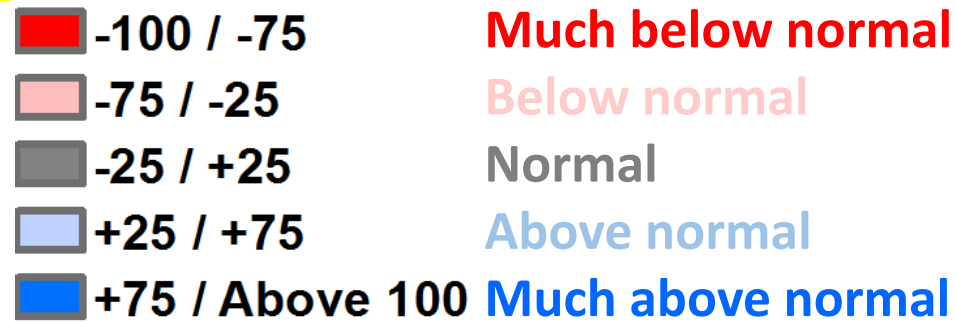 -100 / -75 Much below normal
-75 / -25 Below normal
-25 / +25 Normal
+25 / +75 Above normal
+75 / Above 100 Much above normal